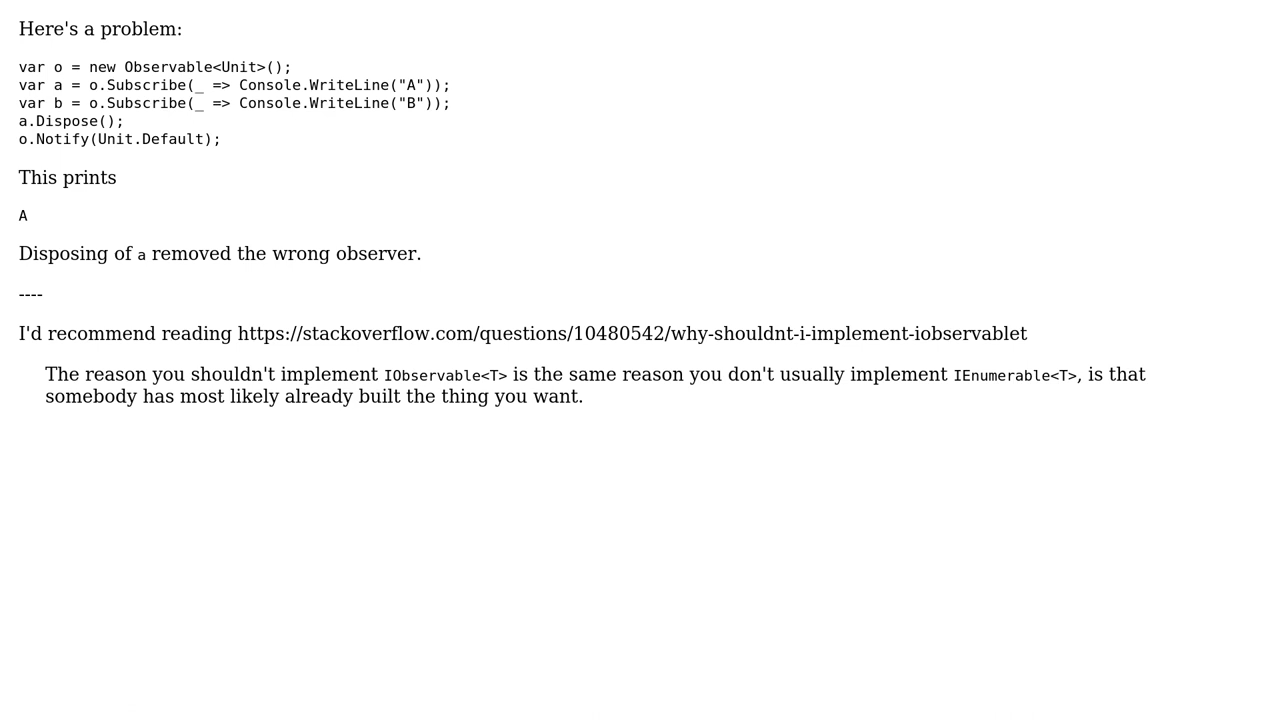 Here's a problem:
var o = new Observable<Unit>();
var a = o.Subscribe(_ => Console.WriteLine("A"));
var b = o.Subscribe(_ => Console.WriteLine("B"));
a.Dispose();
o.Notify(Unit.Default);
This prints
A
Disposing of a removed the wrong observer.
----
I'd recommend reading https://stackoverflow.com/questions/10480542/why-shouldnt-i-implement-iobservablet
The reason you shouldn't implement IObservable<T> is the same reason you don't usually implement IEnumerable<T>, is that
somebody has most likely already built the thing you want.